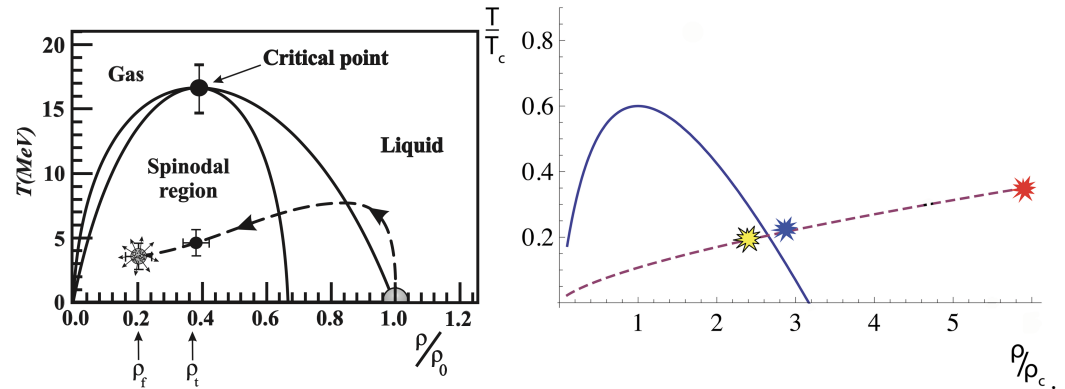 T(MeV)
20
15
10
5
0
Gas
Critical point
Liquid
Spinodal
region
0.0 0.2 0.4 0.6 0.8 1.0 1.2
ρ/ρ0
ρf
ρt
T/Tc
0.8
0.6
0.4
0.2
1 2 3 4 5
ρ/ρc .